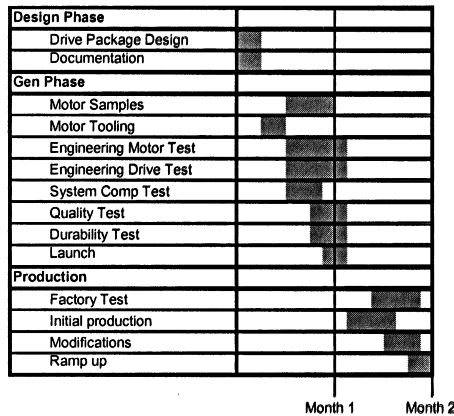 Design Phase
Drive Package Design
Documentation
Gen Phase
Motor Samples
Motor Tooling
Engineering Motor Test
Engineering Drive Test
System Comp Test
Quality Test
Durability Test
Launch
Production
Factory Test
Initial production
Modifications
Ramp up
Month 1 Month 2